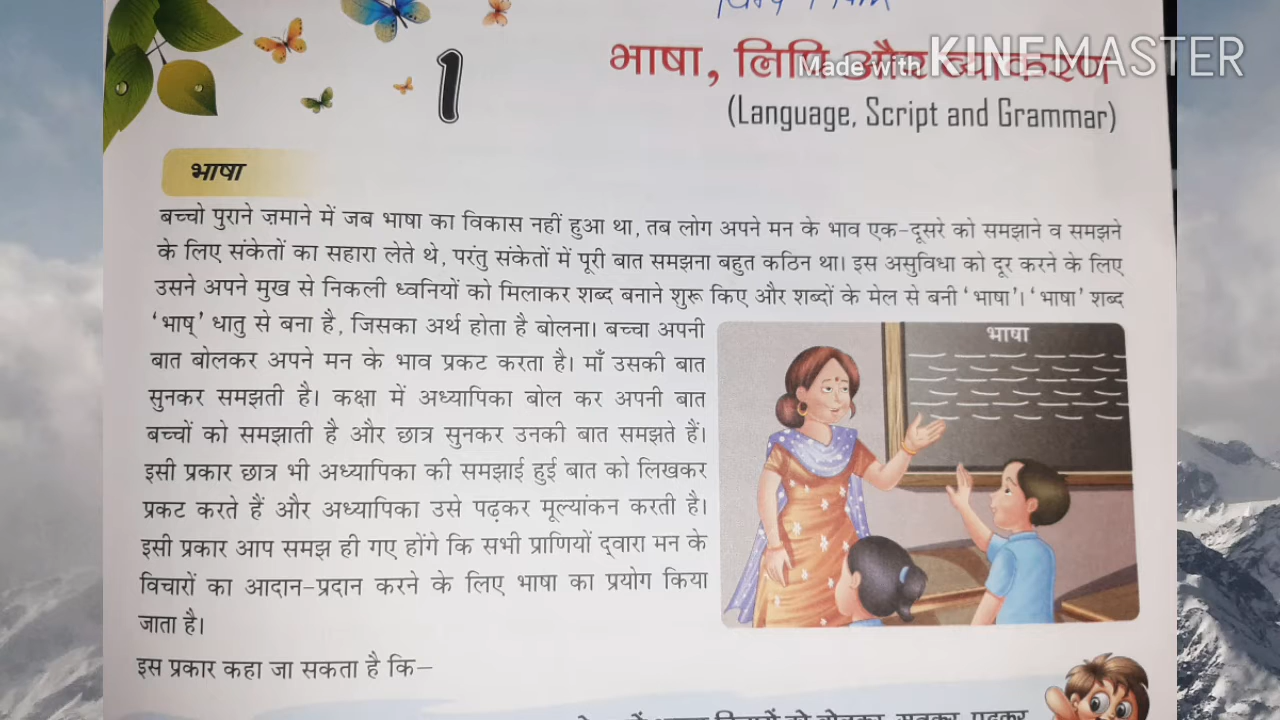 1
भाषा, लिपि और व्याकरण
Made with KINEMASTER
(Language, Script and Grammar)
भाषा
बच्चो पुराने ज़माने में जब भाषा का विकास नहीं हुआ था, तब लोग अपने मन के भाव एक-दूसरे को समझाने व समझने
के लिए संकेतों का सहारा लेते थे, परंतु संकेतों में पूरी बात समझना बहुत कठिन था। इस असुविधा को दूर करने के लिए
उसने अपने मुख से निकली ध्वनियों को मिलाकर शब्द बनाने शुरू किए और शब्दों के मेल से बनी ‘भाषा’। ‘भाषा’ शब्द
‘भाष्’ धातु से बना है, जिसका अर्थ होता है बोलना। बच्चा अपनी
बात बोलकर अपने मन के भाव प्रकट करता है। माँ उसकी बात
सुनकर समझती है। कक्षा में अध्यापिका बोल कर अपनी बात
बच्चों को समझाती है और छात्र सुनकर उनकी बात समझते हैं।
इसी प्रकार छात्र भी अध्यापिका की समझाई हुई बात को लिखकर
प्रकट करते हैं और अध्यापिका उसे पढ़कर मूल्यांकन करती है।
इसी प्रकार आप समझ ही गए होंगे कि सभी प्राणियों द्वारा मन के
विचारों का आदान-प्रदान करने के लिए भाषा का प्रयोग किया
जाता है।
भाषा
इस प्रकार कहा जा सकता है कि–